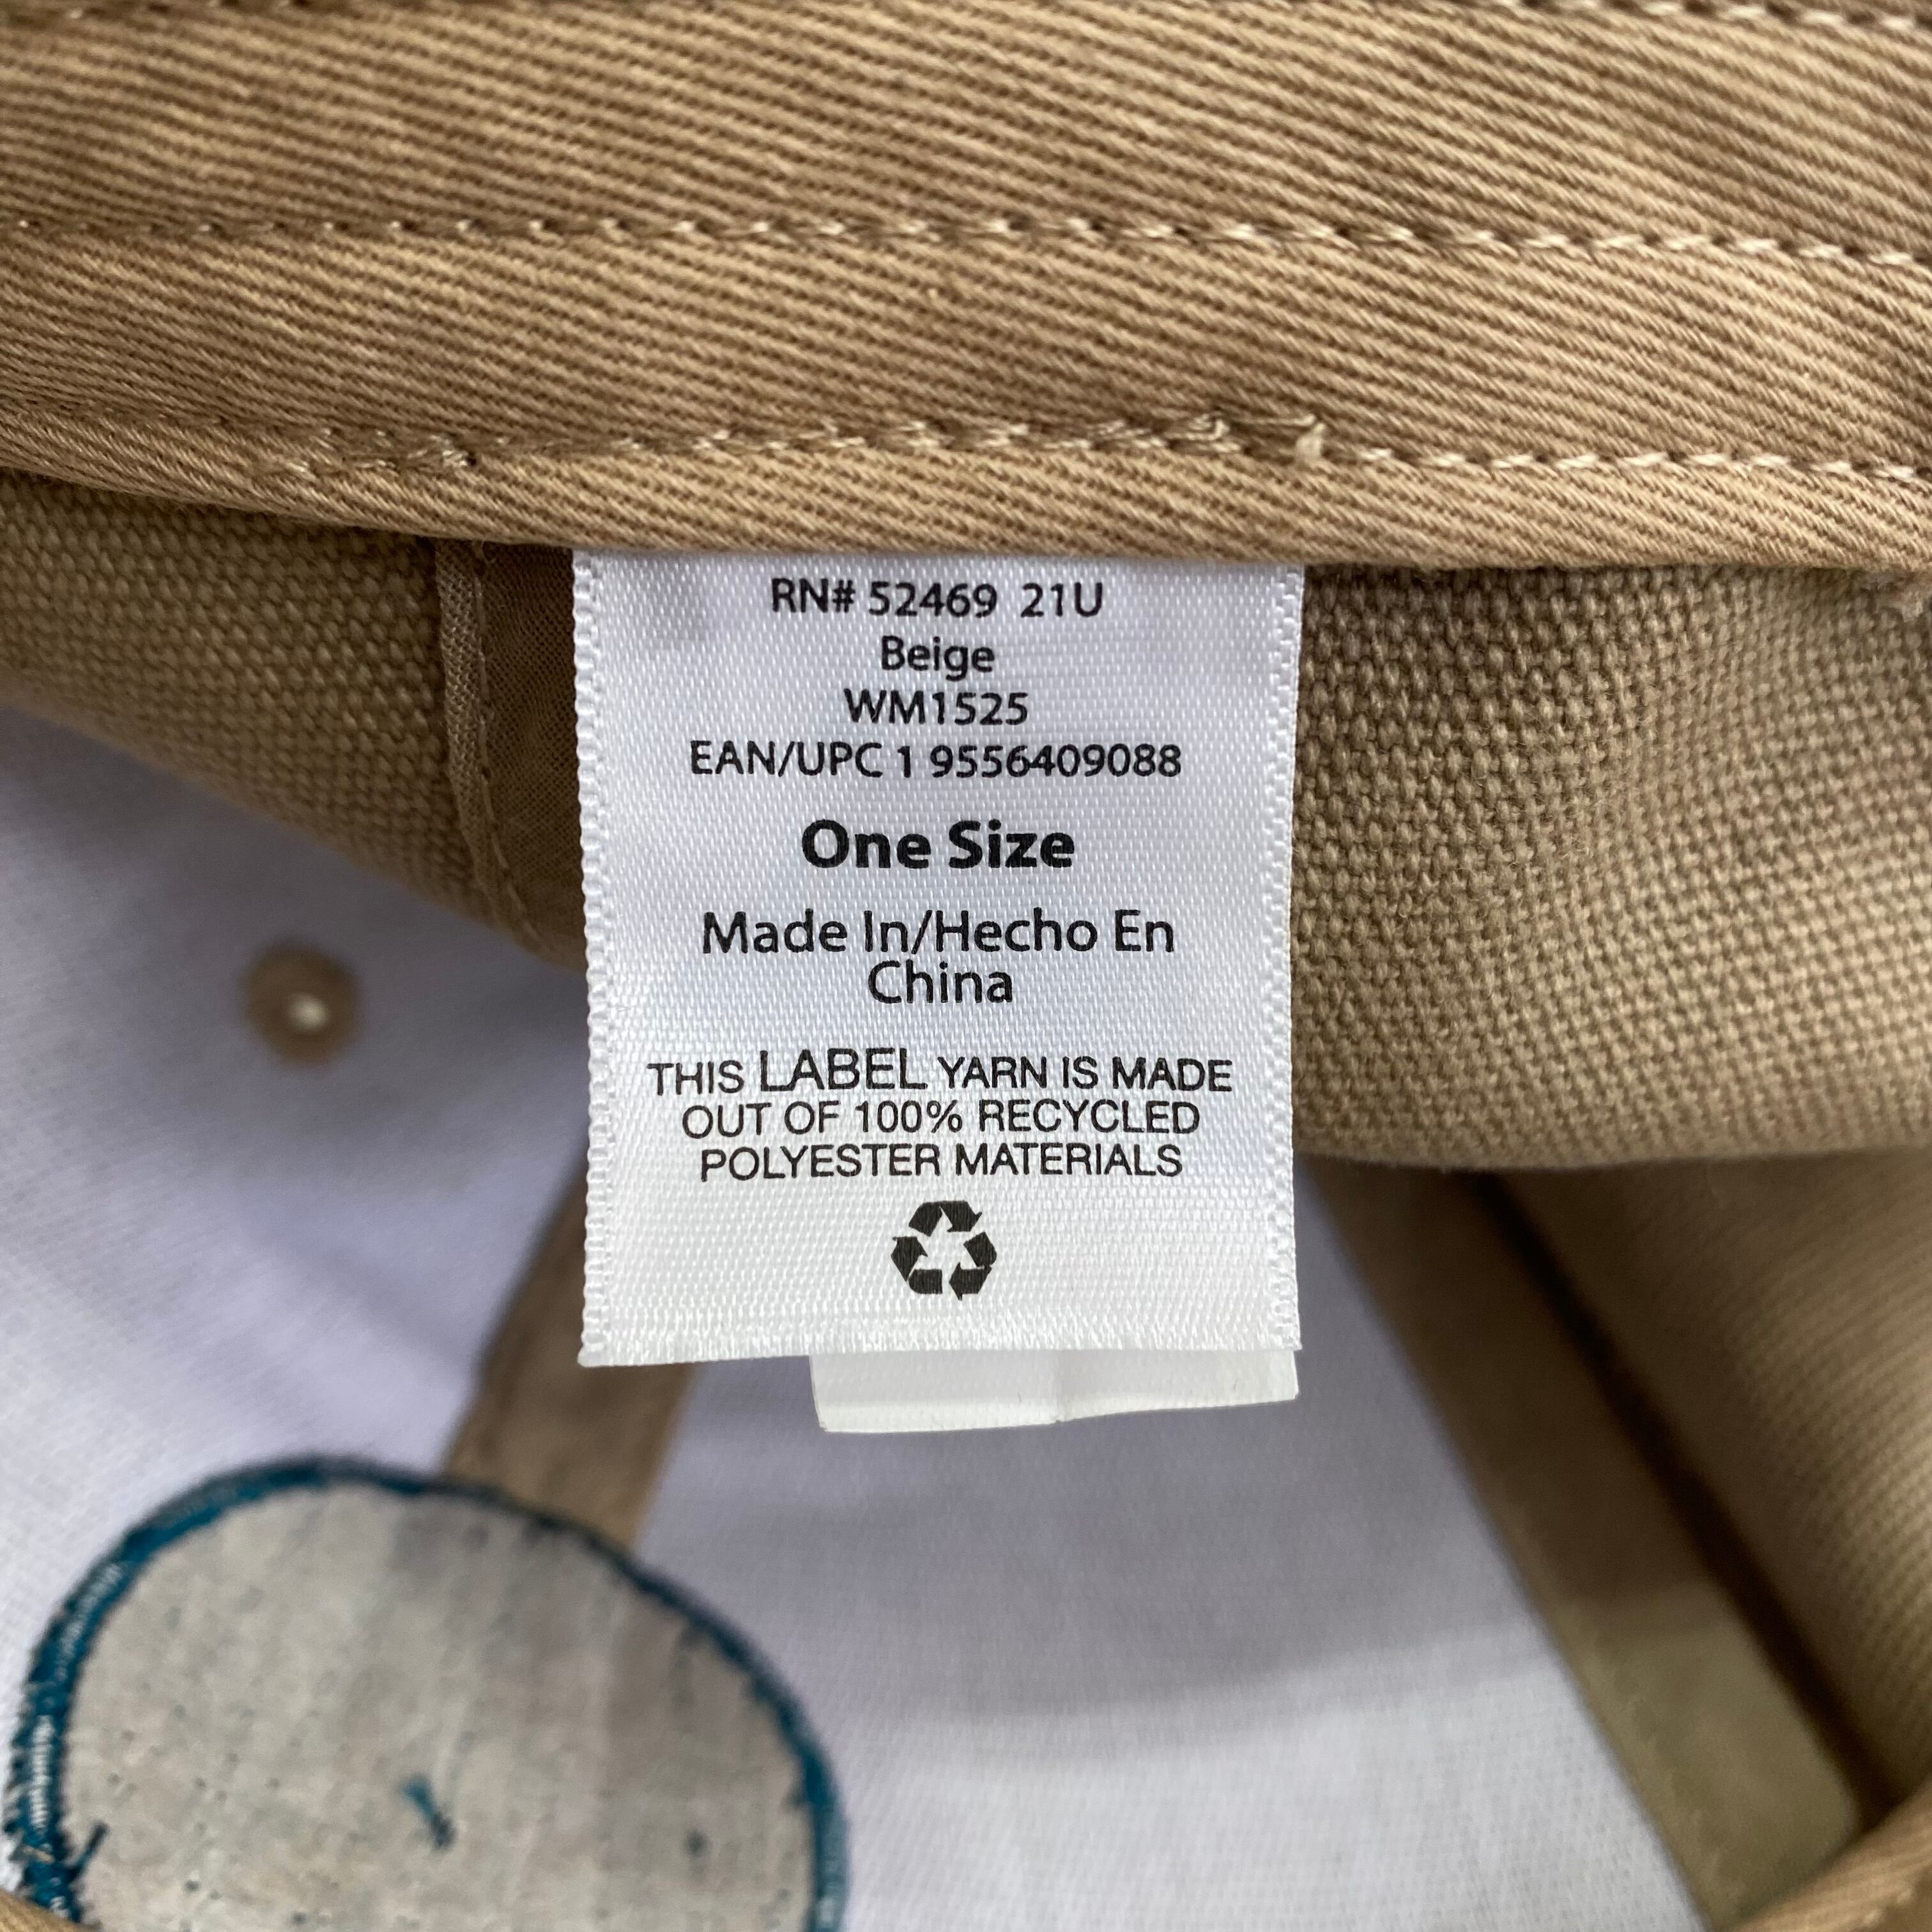 RN# 52469 21U
Beige
WM1525
EAN/UPC 1 9556409088
One Size
Made In/Hecho En
China
THIS LABEL YARN IS MADE
OUT OF 100% RECYCLED
POLYESTER MATERIALS